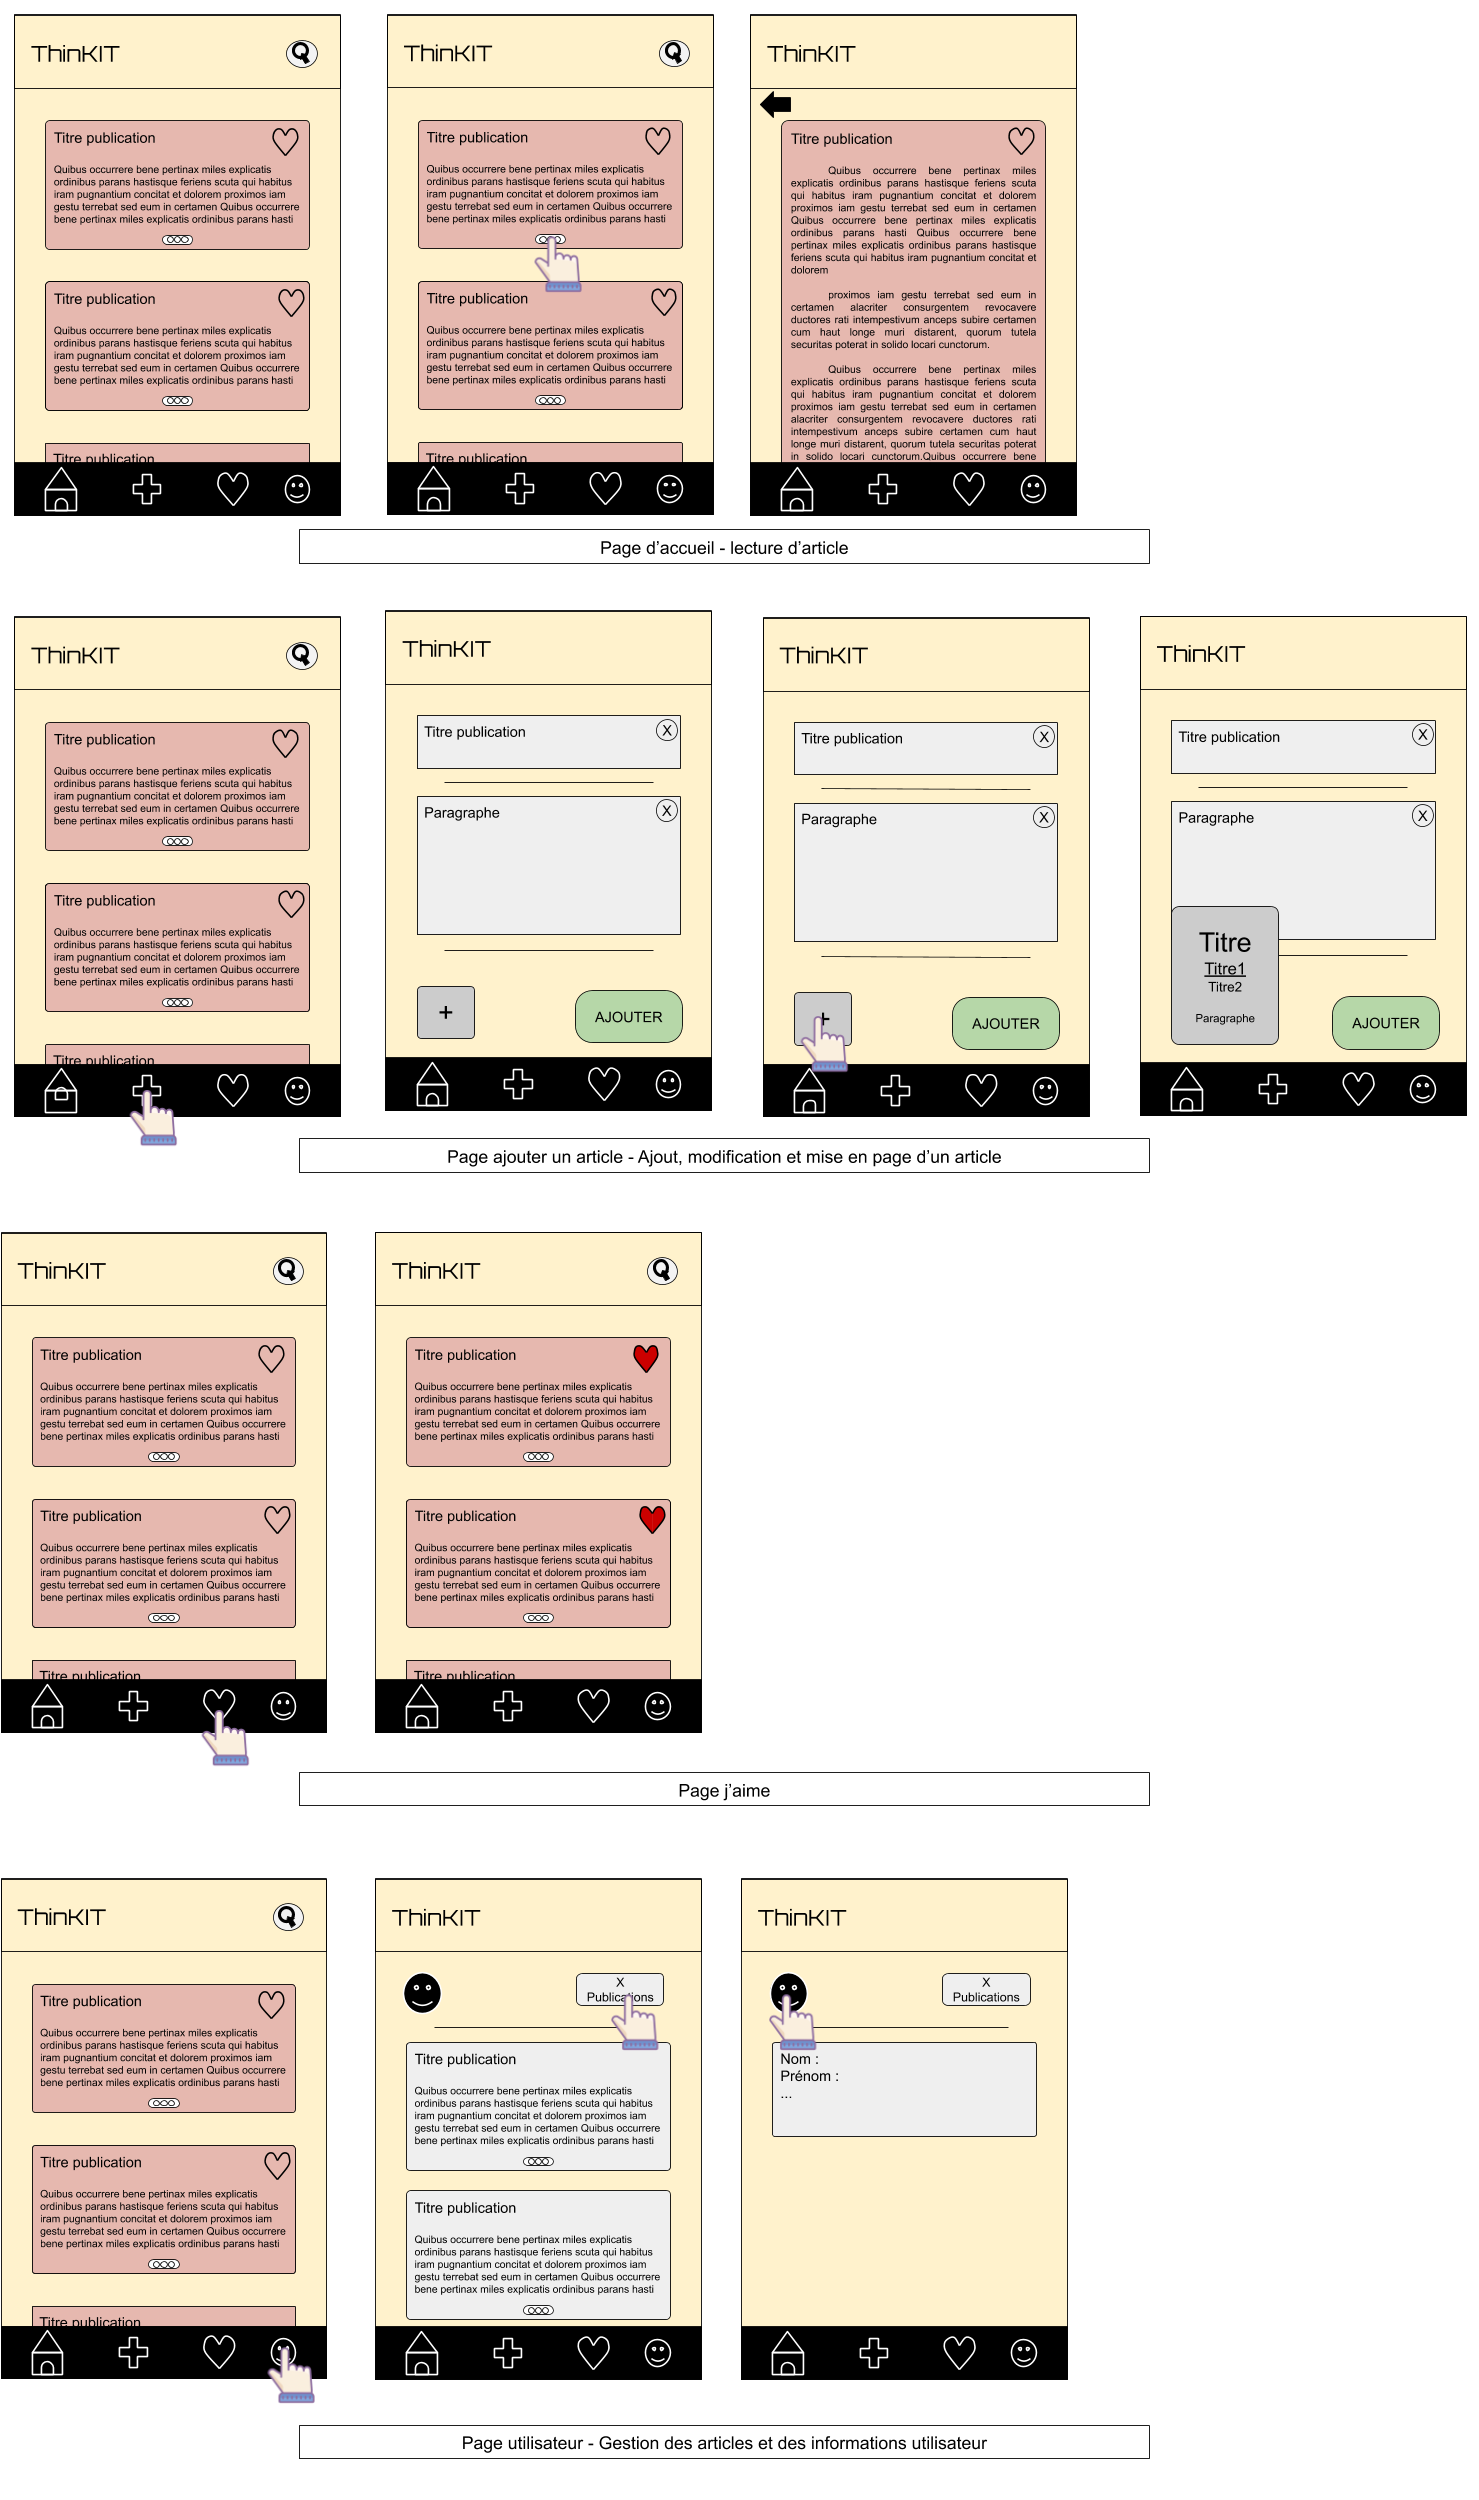 ThinKIT
Q
Titre publication
Quibus occurrere bene pertinax miles explicatis
ordinibus parans hastisque feriens scuta qui habitus
iram pugnantium concitat et dolorem proximos iam
gestu terrebat sed eum in certamen Quibus occurrere
bene pertinax miles explicatis ordinibus parans hasti
Titre publication
Quibus occurrere bene pertinax miles explicatis
ordinibus parans hastisque feriens scuta qui habitus
iram pugnantium concitat et dolorem proximos iam
gestu terrebat sed eum in certamen Quibus occurrere
bene pertinax miles explicatis ordinibus parans hasti
Titre publication
ThinKIT
Q
Titre publication
Quibus occurrere bene pertinax miles explicatis
ordinibus parans hastisque feriens scuta qui habitus
iram pugnantium concitat et dolorem proximos iam
gestu terrebat sed eum in certamen Quibus occurrere
bene pertinax miles explicatis ordinibus parans hasti
Titre publication
Quibus occurrere bene pertinax miles explicatis
ordinibus parans hastisque feriens scuta qui habitus
iram pugnantium concitat et dolorem proximos iam
gestu terrebat sed eum in certamen Quibus occurrere
bene pertinax miles explicatis ordinibus parans hasti
Titre publication
ThinKIT
Titre publication
Quibus occurrere bene pertinax miles
explicatis ordinibus parans hastisque feriens scuta
qui habitus iram pugnantium concitat et dolorem
proximos iam gestu terrebat sed eum in certamen
Quibus occurrere bene pertinax miles explicatis
ordinibus parans hasti Quibus occurrere bene
pertinax miles explicatis ordinibus parans hastisque
feriens scuta qui habitus iram pugnantium concitat et
dolorem
proximos iam gestu terrebat sed eum in
certamen alacriter consurgentem revocavere
ductores rati intempestivum anceps subire certamen
cum haut longe muri distarent, quorum tutela
securitas poterat in solido locari cunctorum.
Quibus occurrere bene pertinax miles
explicatis ordinibus parans hastisque feriens scuta
qui habitus iram pugnantium concitat et dolorem
proximos iam gestu terrebat sed eum in certamen
alacriter consurgentem revocavere ductores rati
intempestivum anceps subire certamen cum haut
longe muri distarent, quorum tutela securitas poterat
in solido locari cunctorum.Quibus occurrere bene
Page d’accueil - lecture d’article
ThinKIT
Q
Titre publication
Quibus occurrere bene pertinax miles explicatis
ordinibus parans hastisque feriens scuta qui habitus
iram pugnantium concitat et dolorem proximos iam
gestu terrebat sed eum in certamen Quibus occurrere
bene pertinax miles explicatis ordinibus parans hasti
Titre publication
Quibus occurrere bene pertinax miles explicatis
ordinibus parans hastisque feriens scuta qui habitus
iram pugnantium concitat et dolorem proximos iam
gestu terrebat sed eum in certamen Quibus occurrere
bene pertinax miles explicatis ordinibus parans hasti
Titre publication
ThinKIT
Titre publication
X
Paragraphe
X
+
AJOUTER
ThinKIT
Titre publication
X
Paragraphe
X
+
AJOUTER
ThinKIT
Titre publication
X
Paragraphe
X
Titre
Titre1
Titre2
Paragraphe
AJOUTER
Page ajouter un article - Ajout, modification et mise en page d’un article
ThinKIT
Q
Titre publication
Quibus occurrere bene pertinax miles explicatis
ordinibus parans hastisque feriens scuta qui habitus
iram pugnantium concitat et dolorem proximos iam
gestu terrebat sed eum in certamen Quibus occurrere
bene pertinax miles explicatis ordinibus parans hasti
Titre publication
Quibus occurrere bene pertinax miles explicatis
ordinibus parans hastisque feriens scuta qui habitus
iram pugnantium concitat et dolorem proximos iam
gestu terrebat sed eum in certamen Quibus occurrere
bene pertinax miles explicatis ordinibus parans hasti
Titre publication
ThinKIT
Q
Titre publication
Quibus occurrere bene pertinax miles explicatis
ordinibus parans hastisque feriens scuta qui habitus
iram pugnantium concitat et dolorem proximos iam
gestu terrebat sed eum in certamen Quibus occurrere
bene pertinax miles explicatis ordinibus parans hasti
Titre publication
Quibus occurrere bene pertinax miles explicatis
ordinibus parans hastisque feriens scuta qui habitus
iram pugnantium concitat et dolorem proximos iam
gestu terrebat sed eum in certamen Quibus occurrere
bene pertinax miles explicatis ordinibus parans hasti
Titre publication
Page j’aime
ThinKIT
Q
Titre publication
Quibus occurrere bene pertinax miles explicatis
ordinibus parans hastisque feriens scuta qui habitus
iram pugnantium concitat et dolorem proximos iam
gestu terrebat sed eum in certamen Quibus occurrere
bene pertinax miles explicatis ordinibus parans hasti
Titre publication
Quibus occurrere bene pertinax miles explicatis
ordinibus parans hastisque feriens scuta qui habitus
iram pugnantium concitat et dolorem proximos iam
gestu terrebat sed eum in certamen Quibus occurrere
bene pertinax miles explicatis ordinibus parans hasti
Titre publication
ThinKIT
X
Publications
Titre publication
Quibus occurrere bene pertinax miles explicatis
ordinibus parans hastisque feriens scuta qui habitus
iram pugnantium concitat et dolorem proximos iam
gestu terrebat sed eum in certamen Quibus occurrere
bene pertinax miles explicatis ordinibus parans hasti
Titre publication
Quibus occurrere bene pertinax miles explicatis
ordinibus parans hastisque feriens scuta qui habitus
iram pugnantium concitat et dolorem proximos iam
gestu terrebat sed eum in certamen Quibus occurrere
bene pertinax miles explicatis ordinibus parans hasti
ThinKIT
X
Publications
Nom :
Prénom :
...
Page utilisateur - Gestion des articles et des informations utilisateur